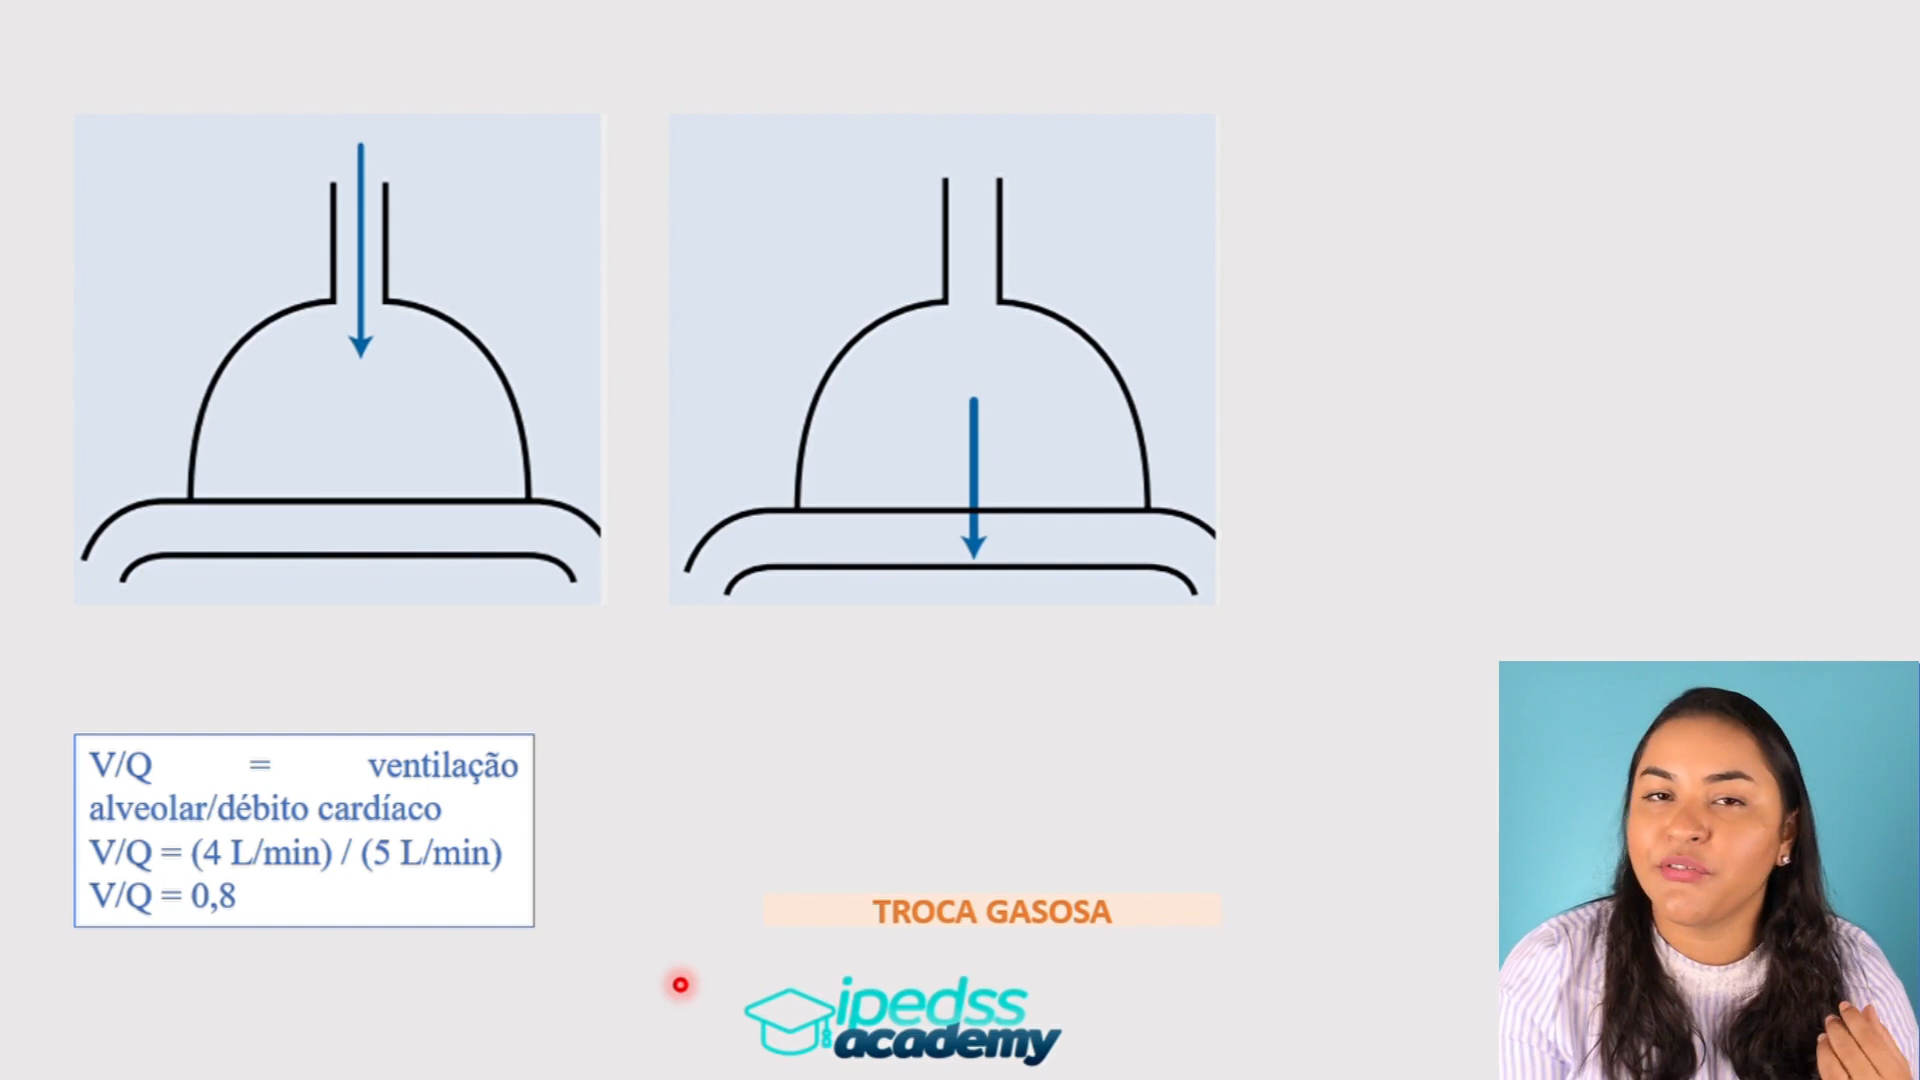 V/Q = ventilação
alveolar/débito cardíaco
V/Q = (4 L/min) / (5 L/min)
V/Q = 0,8
TROCA GASOSA
ipedss
academy